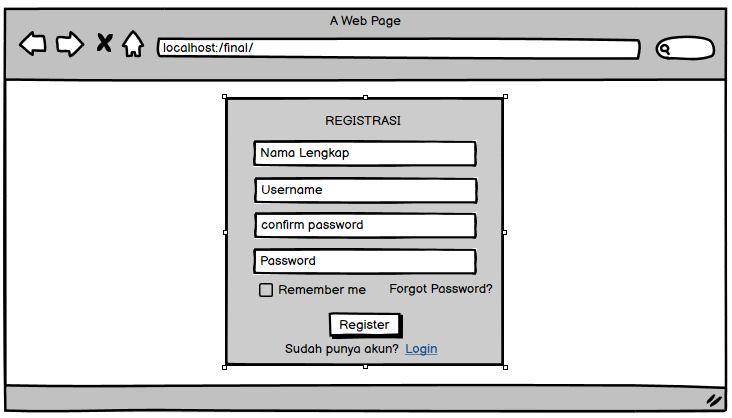 A Web Page
localhost:/final/
REGISTRASI
Nama Lengkap
Username
confirm password
Password
Remember me Forgot Password?
Register
Sudah punya akun? Login